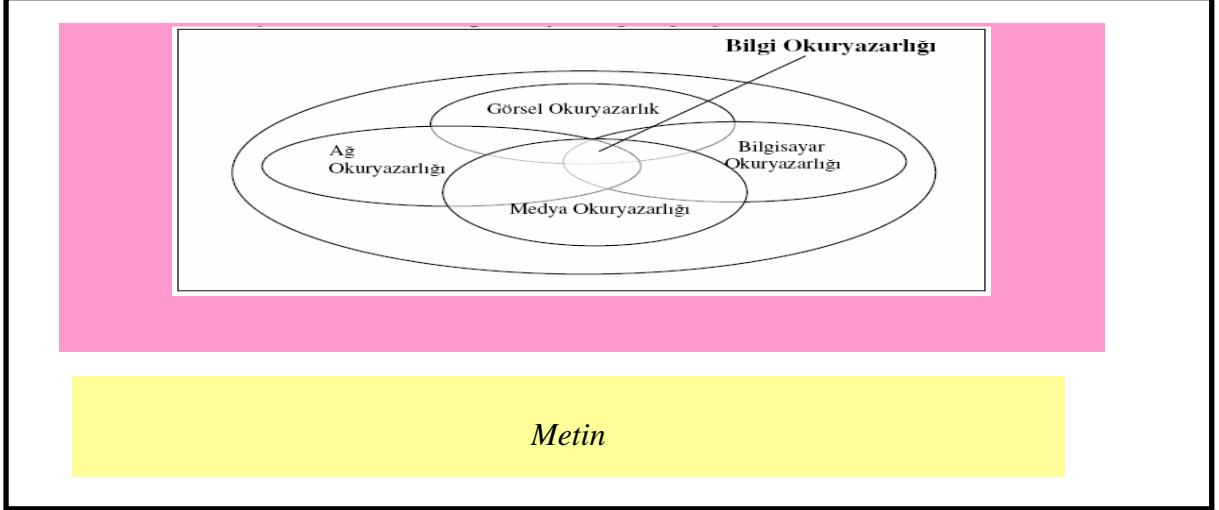 Bilgi Okuryazarlığı
Görsel Okuryazarlık
Ağ
Okuryazarlığı
Bilgisayar
Okuryazarlığı
Medya Okuryazarlığı
Metin